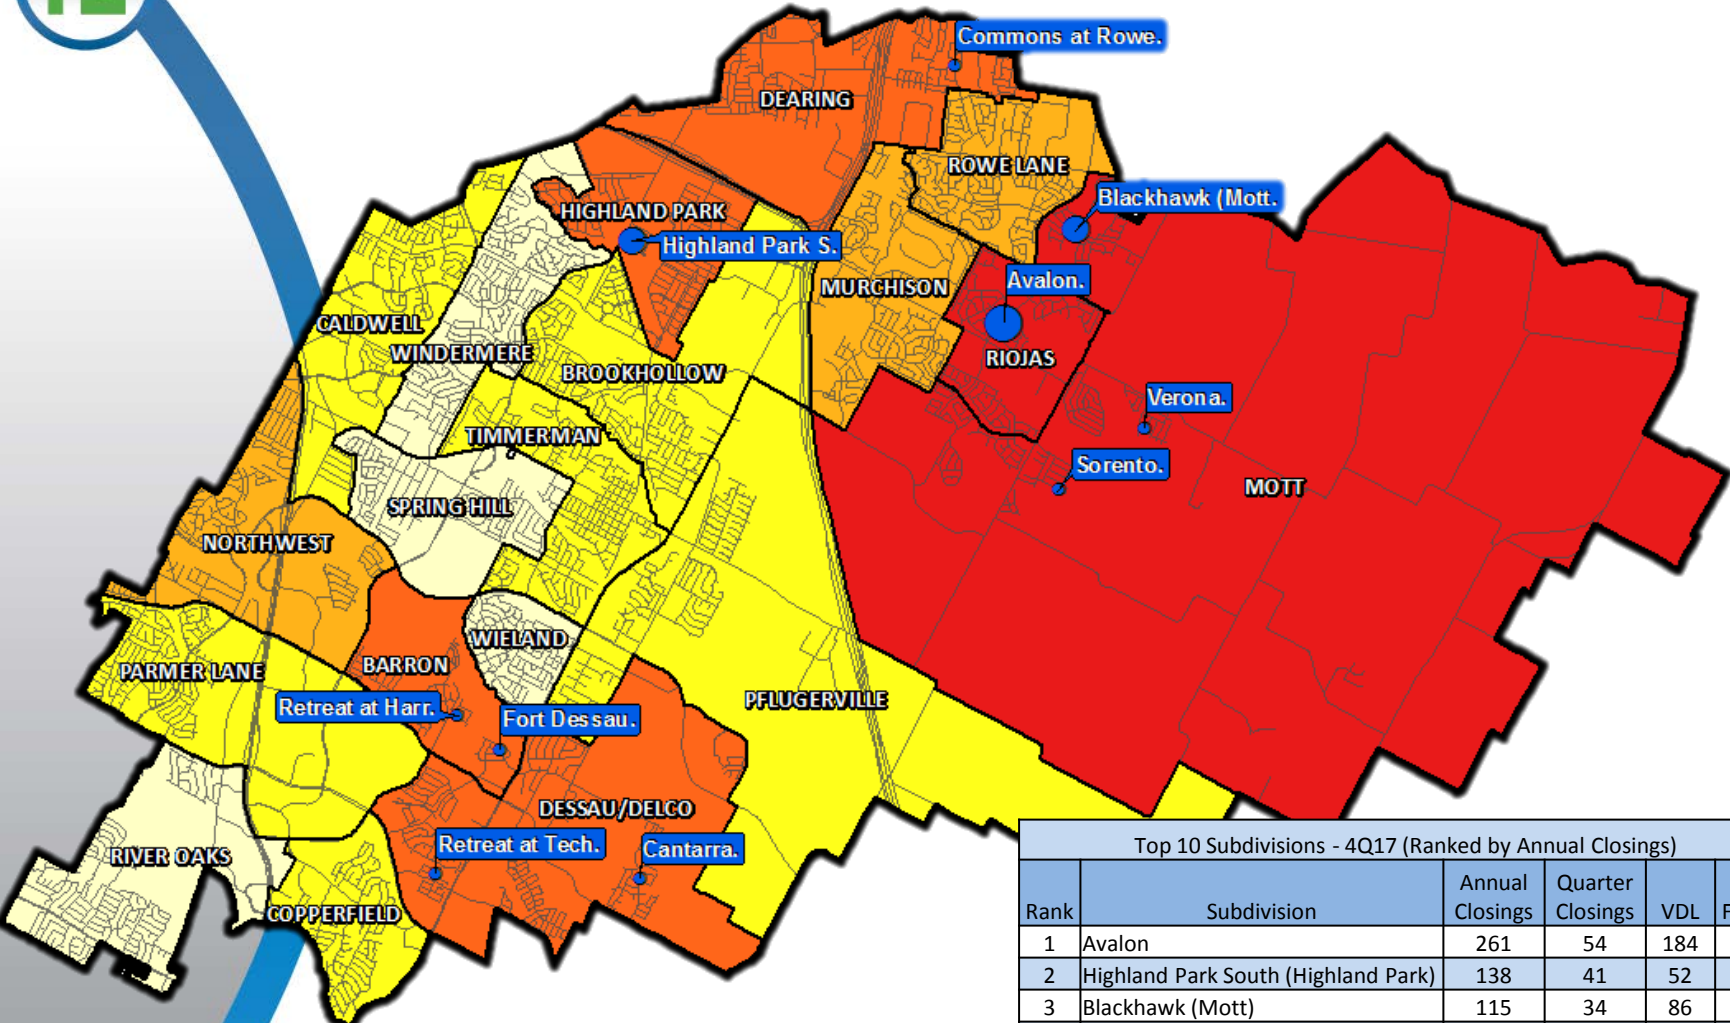 Commons at Rowe.
DEARING
ROWE LANE
Blackhawk (Mott.
HIGHLAND PARK
Highland Park S.
Avalon.
MURCHISON
CALDWELL
WINDERMERE
RIOJAS
BROOKHOLLOW
Verona.
TIMMERMAN
Sorento.
MOTT
SPRING HILL
NORTHWEST
WIELAND
BARRON
PARMER LANE
PFLUGERVILLE
Retreat at Harr.
Fort Dessau.
DESSAU/DELCO
Retreat at Tech.
Cantarra.
RIVER OAKS
COPPERFIELD
Top 10 Subdivisions - 4Q17 (Ranked by Annual Closings)
Rank Subdivision Annual Closings Quarter Closings VDL F
1 Avalon 261 54 184
2 Highland Park South (Highland Park) 138 41 52
3 Blackhawk (Mott) 115 34 86